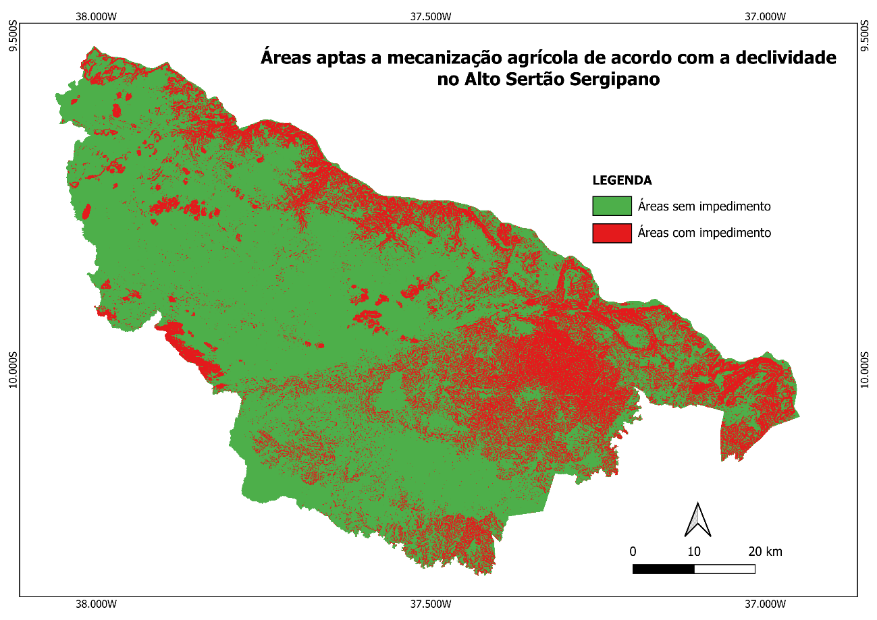 38.000W 37.500W 37.000W
9.500S 9.500S
Áreas aptas a mecanização agrícola de acordo com a declividade
no Alto Sertão Sergipano
LEGENDA
Áreas sem impedimento
Áreas com impedimento
10.000S 10.000S
0 10 20 km
38.000W 37.500W 37.000W